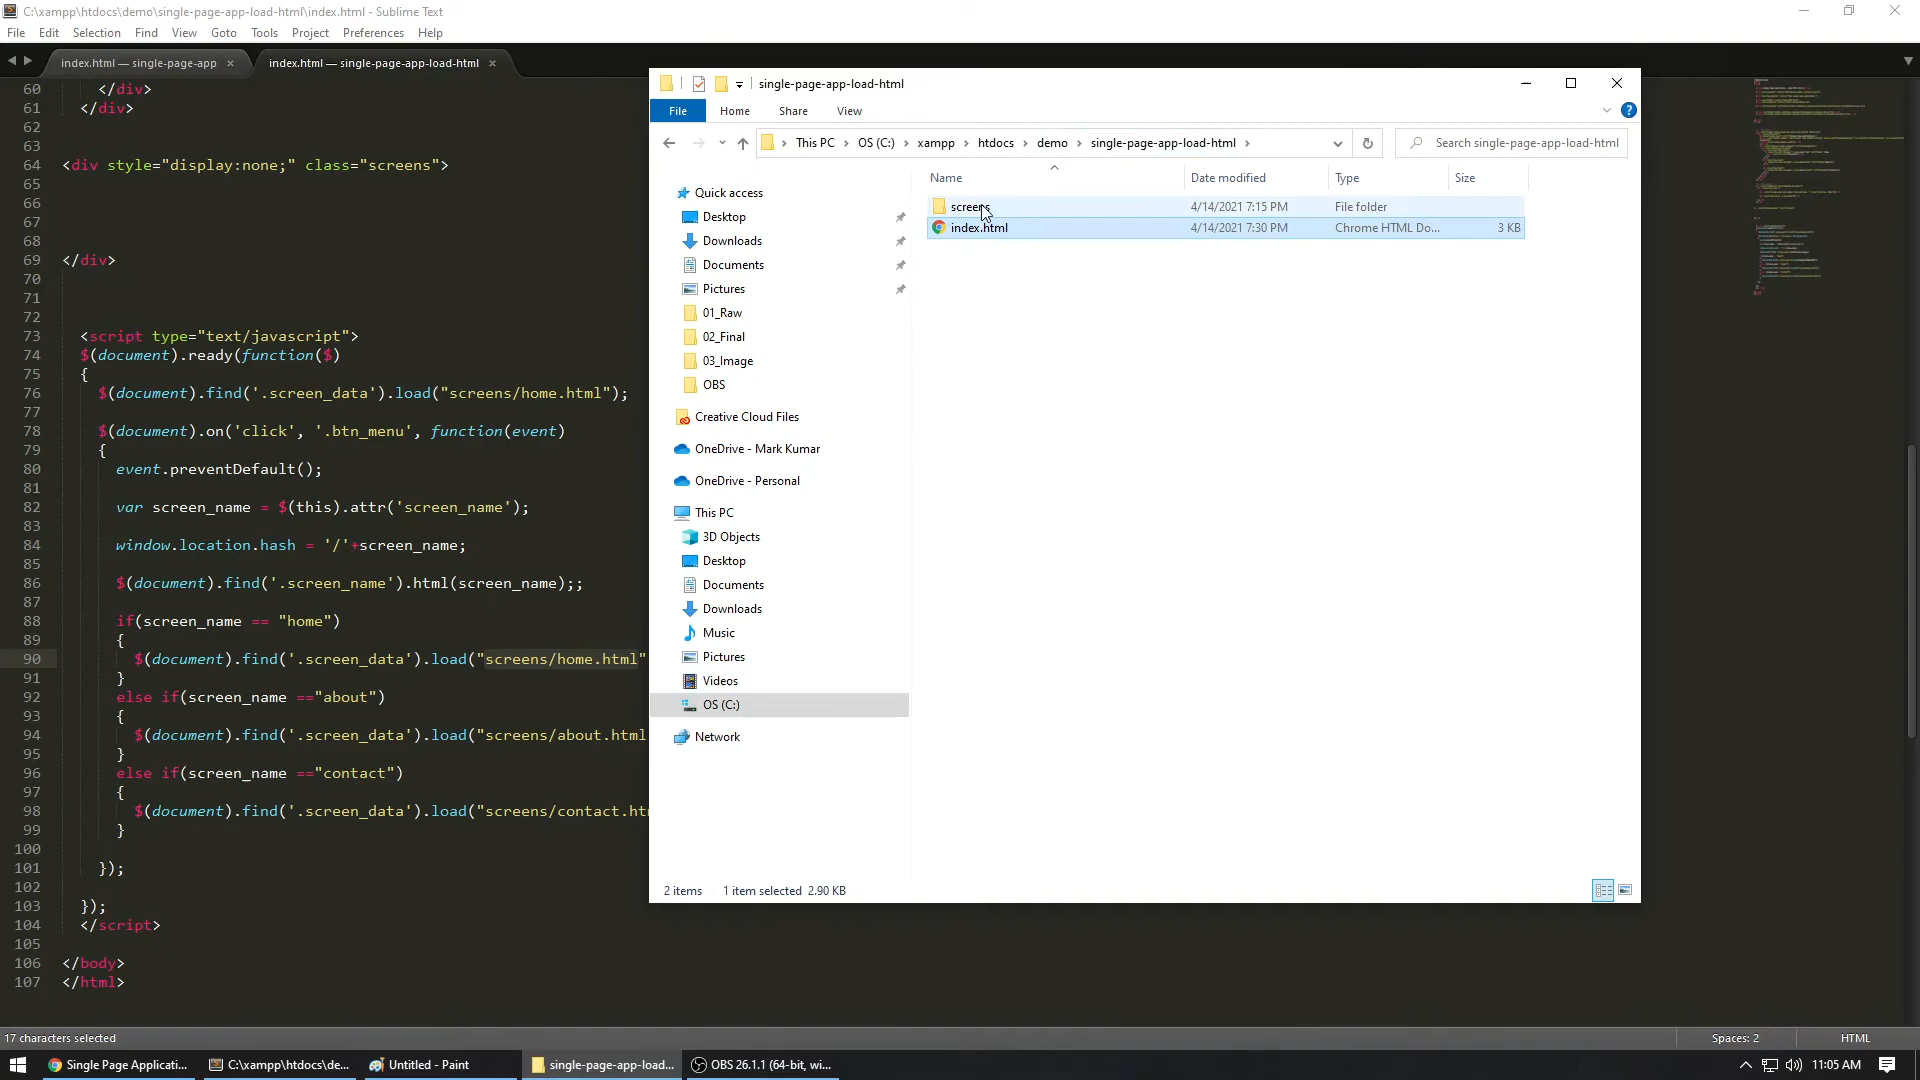 C:\xampp\htdocs\demo\single-page-app-load-html\index.html - Sublime Text
File Edit Selection Find View Goto Tools Project Preferences Help
index.html — single-page-app
index.html — single-page-app-load-html
60 </div>
61 </div>
62
63
64 <div style="display:none;" class="screens">
65
66
67
68
69 </div>
70
71
72
73 <script type="text/javascript">
74 $(document).ready(function($)
75 {
76 $(document).find('.screen_data').load("screens/home.html");
77
78 $(document).on('click', '.btn_menu', function(event)
79 {
80 event.preventDefault();
81
82 var screen_name = $(this).attr('screen_name');
83
84 window.location.hash = '/'+screen_name;
85
86 $(document).find('.screen_name').html(screen_name);;
87
88 if(screen_name == "home")
89 {
90 $(document).find('.screen_data').load("screens/home.html"
91 }
92 else if(screen_name =="about")
93 {
94 $(document).find('.screen_data').load("screens/about.html
95 }
96 else if(screen_name =="contact")
97 {
98 $(document).find('.screen_data').load("screens/contact.htm
99 }
100
101 });
102
103 });
104 </script>
105
106 </body>
107 </html>
single-page-app-load-html
File Home Share View
This PC OS (C:) xampp htdocs demo single-page-app-load-html
Search single-page-app-load-html
Quick access
Desktop
Downloads
Documents
Pictures
01_Raw
02_Final
03_Image
OBS
Creative Cloud Files
OneDrive - Mark Kumar
OneDrive - Personal
This PC
3D Objects
Desktop
Documents
Downloads
Music
Pictures
Videos
OS (C:)
Network
Name Date modified Type Size
screens 4/14/2021 7:15 PM File folder
index.html 4/14/2021 7:30 PM Chrome HTML Do... 3 KB
2 items 1 item selected 2.90 KB
17 characters selected
Spaces: 2 HTML
Single Page Applicati...
C:\xampp\htdocs\de...
Untitled - Paint
single-page-app-load...
OBS 26.1.1 (64-bit, wi...
11:05 AM